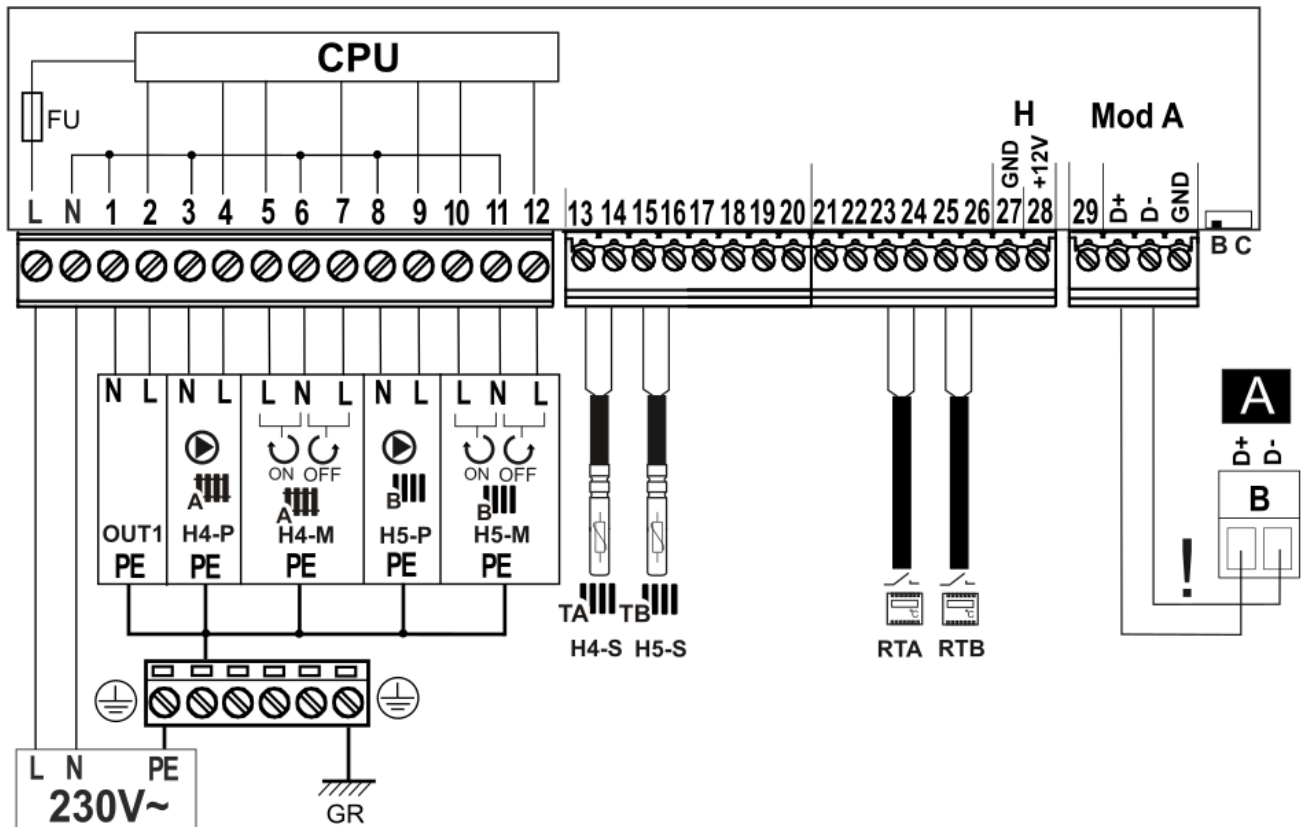 CPU
FU
H
Mod A
GND
+12V
D+
D-
GND
L N 1 2 3 4 5 6 7 8 9 10 11 12
13 14 15 16 17 18 19 20 21 22 23 24 25 26 27 28 29
B C
N L N L L N L N L L N L
ON OFF ON OFF
A A B B
OUT1 H4-P H4-M H5-P H5-M
PE PE PE PE PE
TA TB
H4-S H5-S
°C °C
RTA RTB
A
D+
D-
B
!
L N PE
230V~
GR